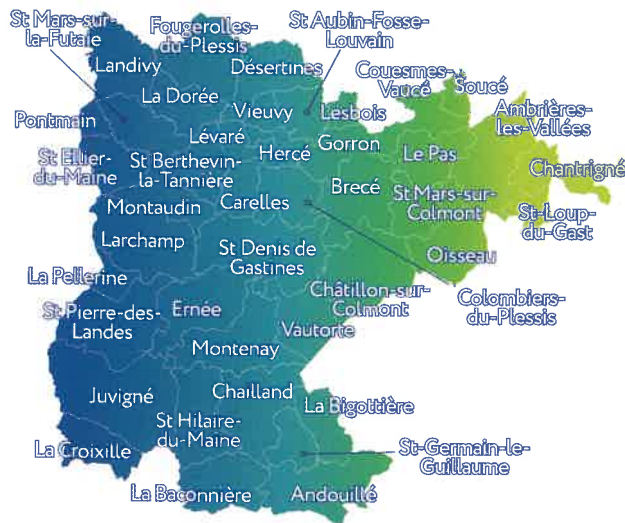 St Mars-sur-
la-Futaie
Fougerolles-
du-Plessis
St Aubin-Fosse-
Louvain
Landivy
Désertines
Couesmes-
Vaucé
Soucé
La Dorée
Vieuvy
Lesbois
Ambrières-
les-Vallées
Pontmain
Lévaré
Hercé
Gorron
Le Pas
St Ellier-
du-Maine
St Berthevin-
la-Tannière
Chantrigné
Brecé
St Mars-sur-
Colmont
Montaudin
Carelles
St-Loup-
du-Gast
Larchamp
St Denis de
Gastines
Oisseau
La Pellerine
Châtillon-sur-
Colmont
Colombiers-
du-Plessis
St Pierre-des-
Landes
Ernée
Vautorte
Montenay
Juvigné
Chailland
La Bigottière
St Hilaire-
du-Maine
La Croixille
St-Germain-le-
Guillaume
La Baconnière
Andouillé